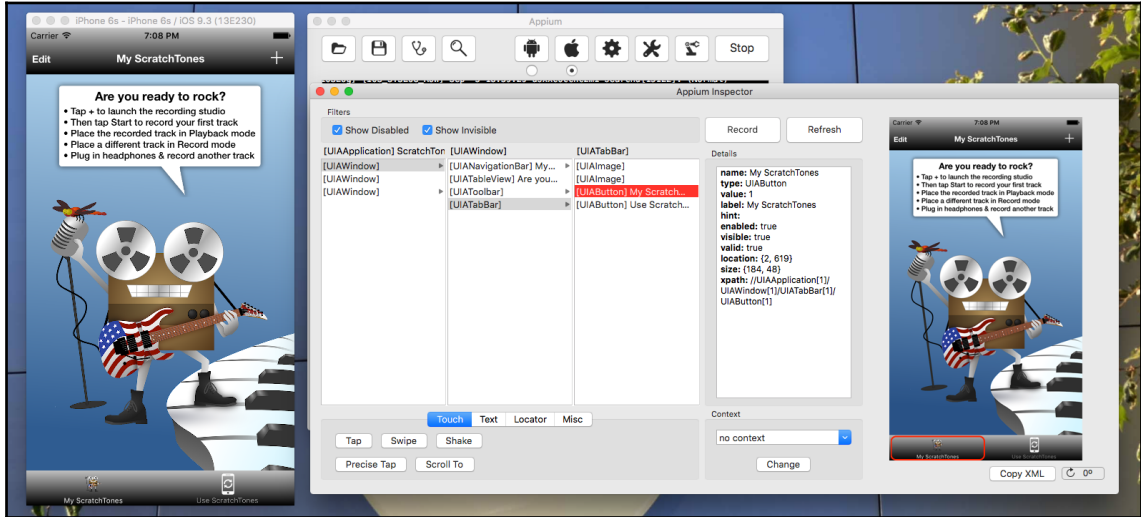 iPhone 6s - iPhone 6s / iOS 9.3 (13E230)
Carrier 7:08 PM
Edit My ScratchTones +
Are you ready to rock?
• Tap + to launch the recording studio
• Then tap Start to record your first track
• Place the recorded track in Playback mode
• Place a different track in Record mode
• Plug in headphones & record another track
My ScratchTones Use ScratchTones
Appium
Stop
Appium Inspector
Filters
Show Disabled Show Invisible
[UIAApplication] ScratchTon [UIAWindow] [UIATabBar]
[UIAWindow] [UIANavigationBar] My... [UIAImage]
[UIAWindow] [UIATableView] Are you... [UIAImage]
[UIAWindow] [UIAToolbar] [UIAButton] My Scratch...
[UIATabBar] [UIAButton] Use Scratch...
Touch Text Locator Misc
Tap Swipe Shake
Precise Tap Scroll To
Record Refresh
Details
name: My ScratchTones
type: UIAButton
value: 1
label: My ScratchTones
hint:
enabled: true
visible: true
valid: true
location: {2, 619}
size: {184, 48}
xpath: //UIAApplication[1]/
UIAWindow[1]/UIATabBar[1]/
UIAButton[1]
Context
no context
Change
Carrier 7:08 PM
Edit My ScratchTones +
Are you ready to rock?
• Tap + to launch the recording studio
• Then tap Start to record your first track
• Place the recorded track in Playback mode
• Place a different track in Record mode
• Plug in headphones & record another track
My ScratchTones Use ScratchTones
Copy XML 0°